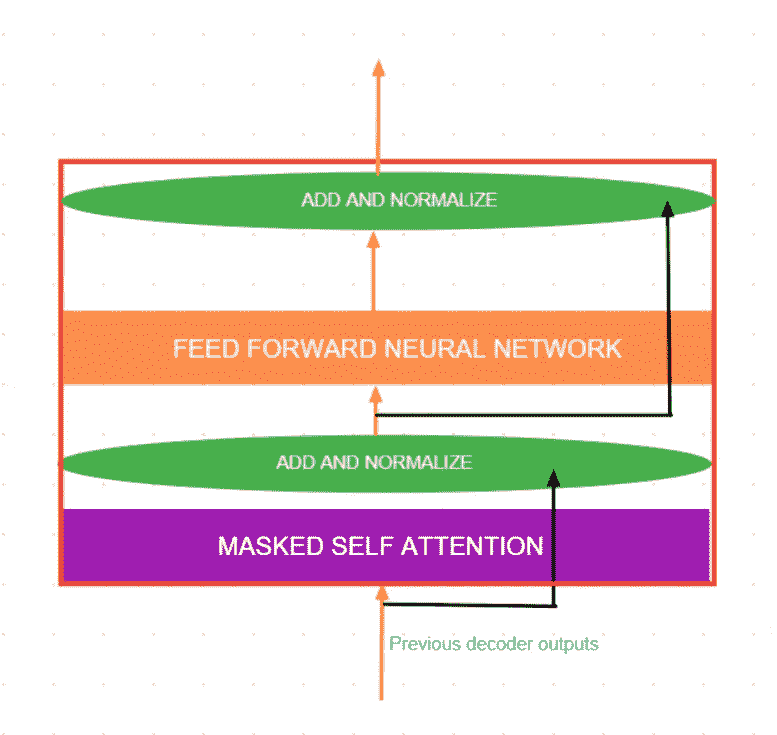 ADD AND NORMALIZE
FEED FORWARD NEURAL NETWORK
ADD AND NORMALIZE
MASKED SELF ATTENTION
Previous decoder outputs